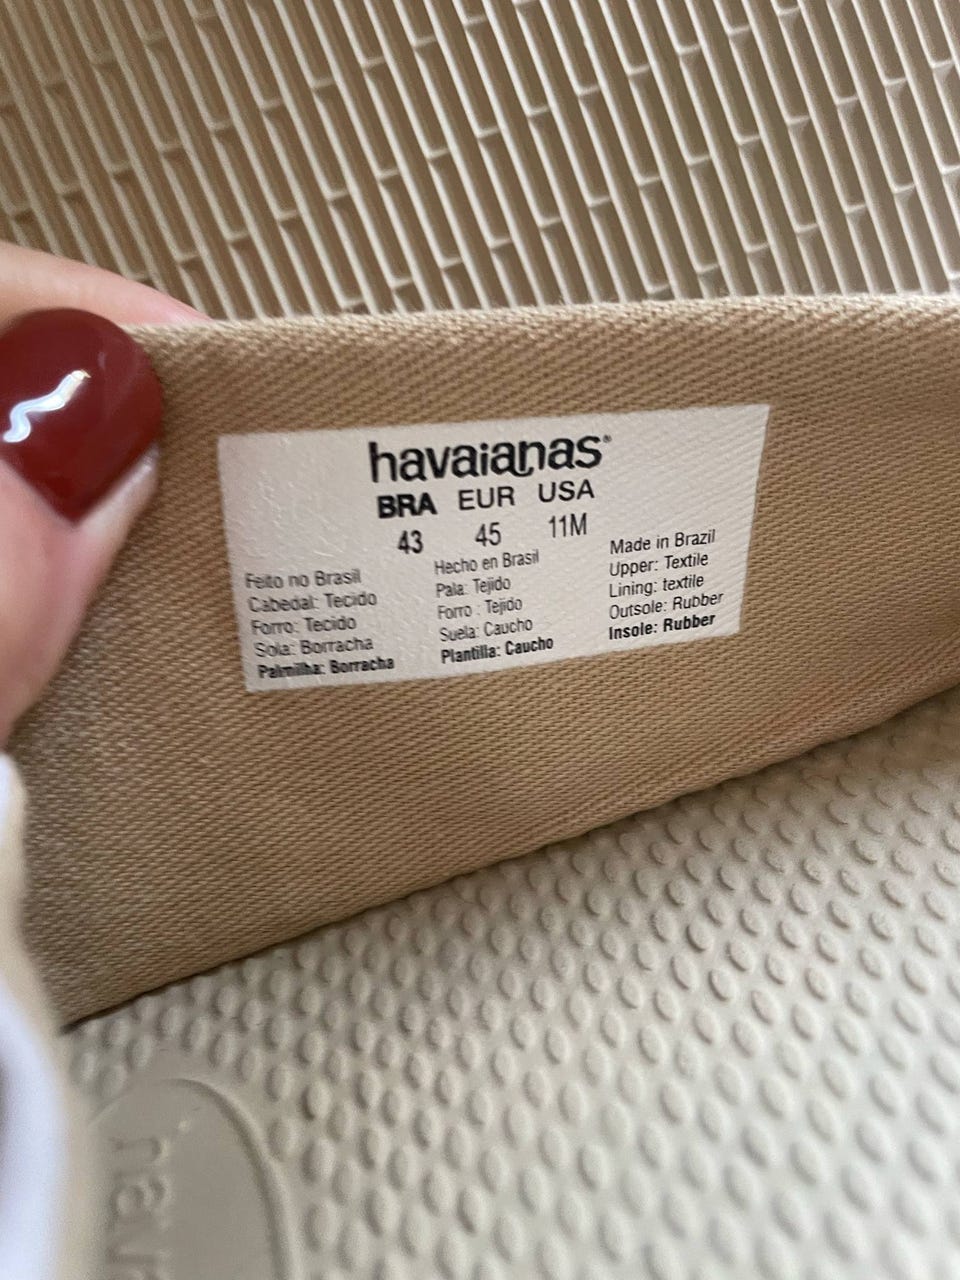 havaianas®
BRA EUR USA
43 45 11M
Feito no Brasil
Cabedal: Tecido
Forro: Tecido
Sola: Borracha
Palmilha: Borracha
Hecho en Brasil
Pala: Tejido
Forro : Tejido
Suela: Caucho
Plantilla: Caucho
Made in Brazil
Upper: Textile
Lining: textile
Outsole: Rubber
Insole: Rubber